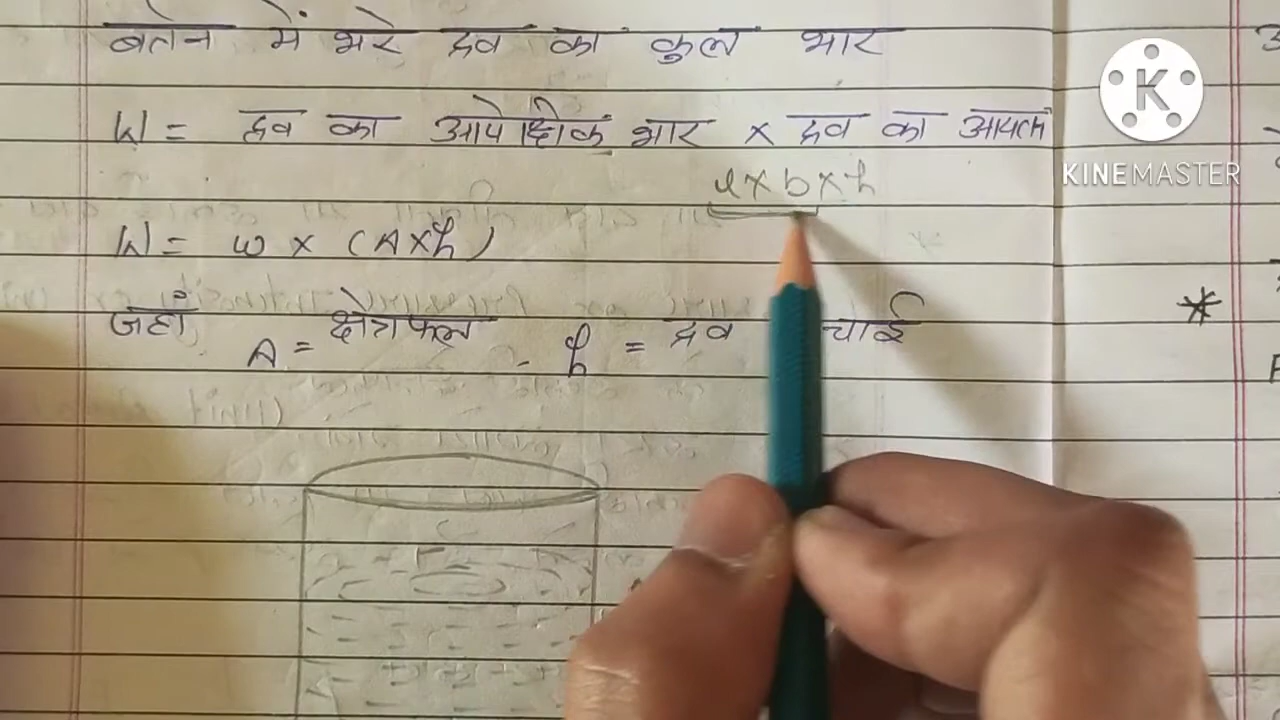 बर्तन में भरे द्रव का कुल भार
W = द्रव का आपेक्षिक भार × द्रव का आयतन
l × b × h
W = w × (A × h)
जहाँ A = क्षेत्रफल, h = द्रव चाई
*
K
KINEMASTER